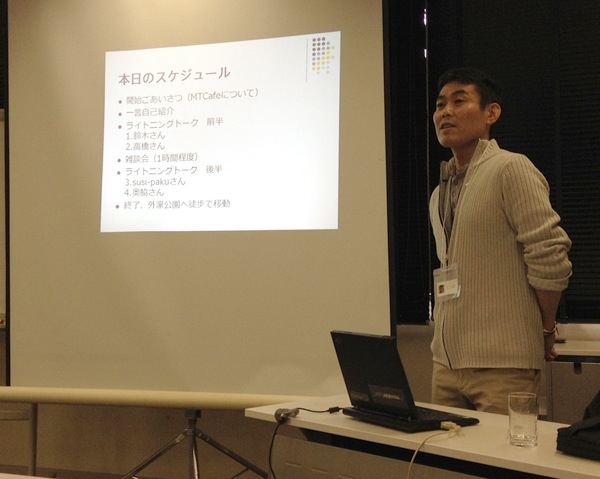 本日のスケジュール
開始ごあいさつ（MTCafeについて）
一言自己紹介
ライトニングトーク　前半
1.鈴木さん
2.高橋さん
雑談会（1時間程度）
ライトニングトーク　後半
3.susi-pakuさん
4.奥脇さん
終了、外濠公園へ徒歩で移動